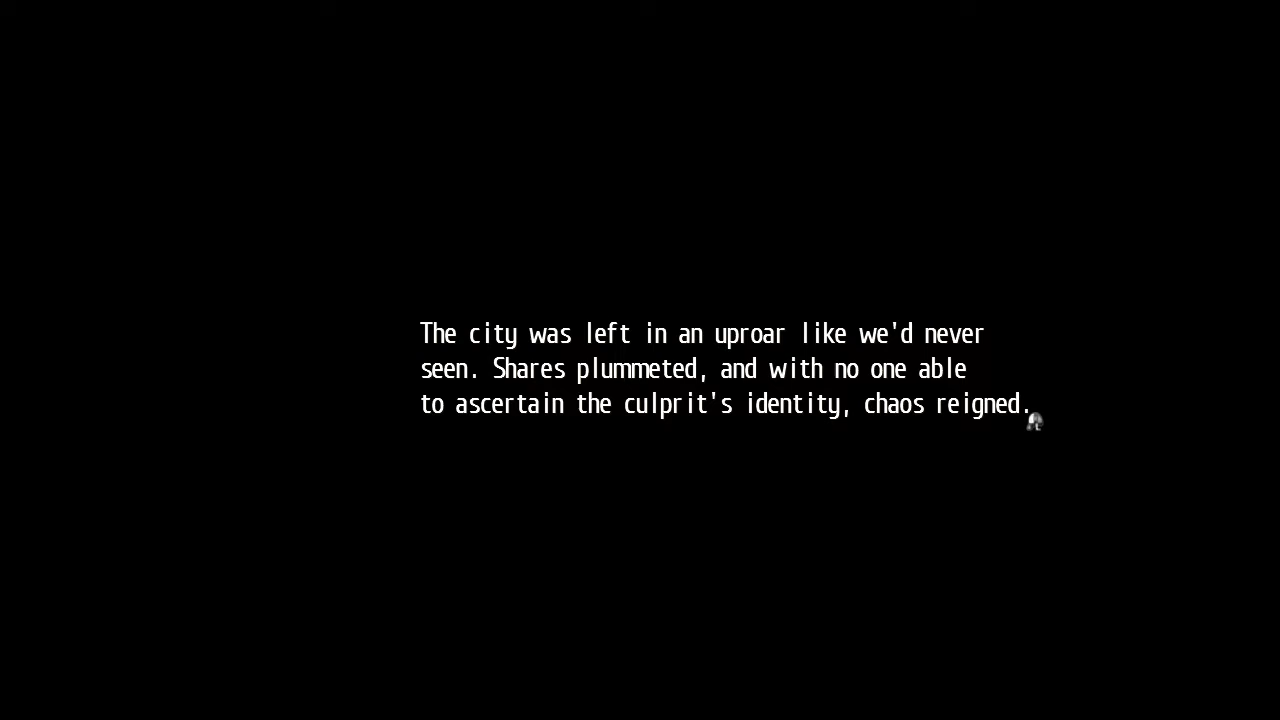 The city was left in an uproar like we'd never
seen. Shares plummeted, and with no one able
to ascertain the culprit's identity, chaos reigned.